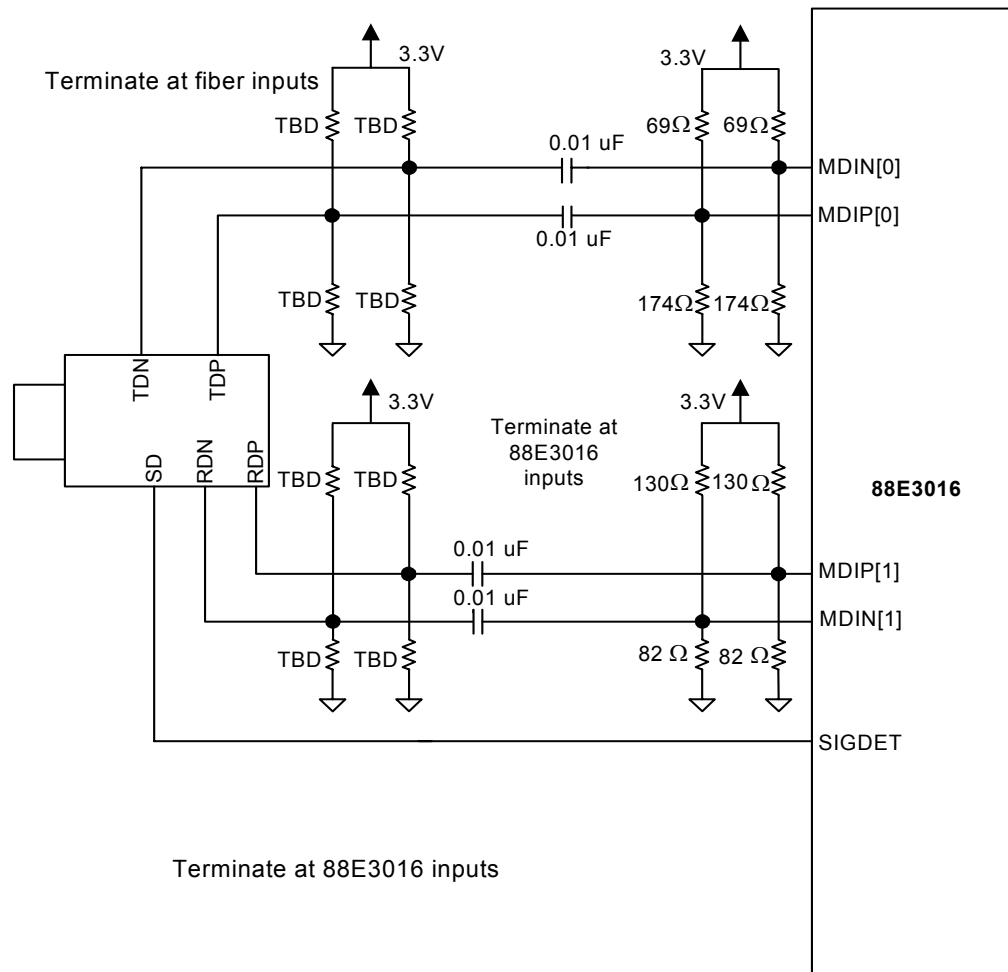 3.3V
3.3V
Terminate at fiber inputs
TBD
TBD
69Ω
69Ω
0.01 uF
MDIN[0]
MDIP[0]
0.01 uF
TBD
TBD
174Ω
174Ω
TDN
TDP
SD
RDN
RDP
3.3V
3.3V
Terminate at
88E3016
inputs
TBD
TBD
130Ω
130Ω
88E3016
0.01 uF
MDIP[1]
0.01 uF
MDIN[1]
TBD
TBD
82 Ω
82 Ω
SIGDET
Terminate at 88E3016 inputs